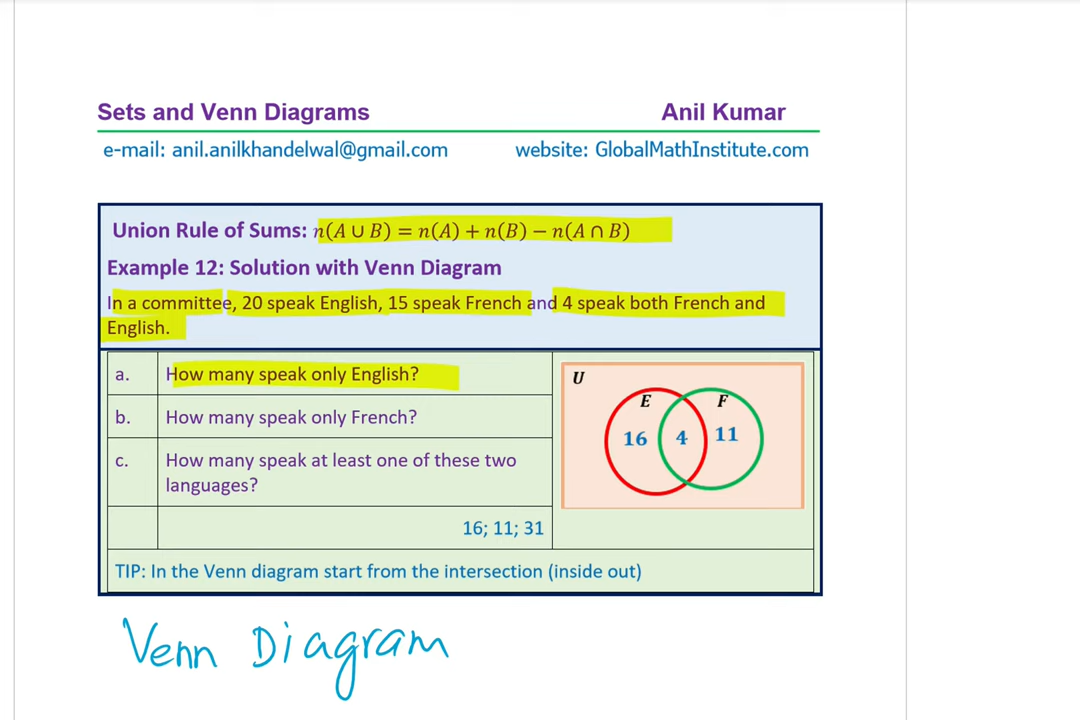 Sets and Venn Diagrams Anil Kumar
e-mail: anil.anilkhandelwal@gmail.com website: GlobalMathInstitute.com
Union Rule of Sums: n(A ∪ B) = n(A) + n(B) − n(A ∩ B)
Example 12: Solution with Venn Diagram
In a committee, 20 speak English, 15 speak French and 4 speak both French and
English.
a. How many speak only English?
b. How many speak only French?
c. How many speak at least one of these two
languages?
16; 11; 31
U
E F
16 4 11
TIP: In the Venn diagram start from the intersection (inside out)
Venn Diagram